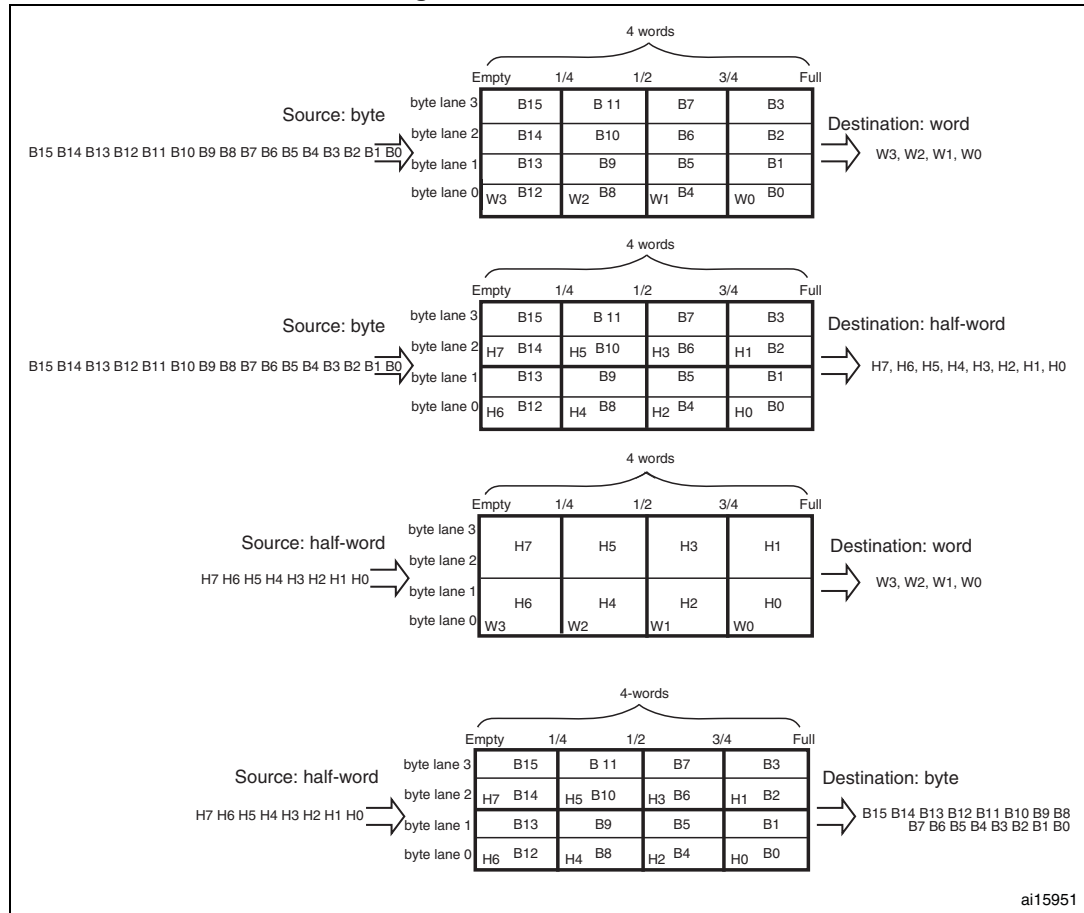 4 words
Empty 1/4 1/2 3/4 Full
Source: byte
B15 B14 B13 B12 B11 B10 B9 B8 B7 B6 B5 B4 B3 B2 B1 B0
byte lane 3 B15 B 11 B7 B3
byte lane 2 B14 B10 B6 B2
byte lane 1 B13 B9 B5 B1
byte lane 0 W3 B12 W2 B8 W1 B4 W0 B0
Destination: word
W3, W2, W1, W0
4 words
Empty 1/4 1/2 3/4 Full
Source: byte
B15 B14 B13 B12 B11 B10 B9 B8 B7 B6 B5 B4 B3 B2 B1 B0
byte lane 3 B15 B 11 B7 B3
byte lane 2 H7 B14 H5 B10 H3 B6 H1 B2
byte lane 1 B13 B9 B5 B1
byte lane 0 H6 B12 H4 B8 H2 B4 H0 B0
Destination: half-word
H7, H6, H5, H4, H3, H2, H1, H0
4 words
Empty 1/4 1/2 3/4 Full
Source: half-word
H7 H6 H5 H4 H3 H2 H1 H0
byte lane 3
H7 H5 H3 H1
byte lane 2
byte lane 1
H6 H4 H2 H0
byte lane 0 W3 W2 W1 W0
Destination: word
W3, W2, W1, W0
4-words
Empty 1/4 1/2 3/4 Full
Source: half-word
H7 H6 H5 H4 H3 H2 H1 H0
byte lane 3 B15 B 11 B7 B3
byte lane 2 H7 B14 H5 B10 H3 B6 H1 B2
byte lane 1 B13 B9 B5 B1
byte lane 0 H6 B12 H4 B8 H2 B4 H0 B0
Destination: byte
B15 B14 B13 B12 B11 B10 B9 B8
B7 B6 B5 B4 B3 B2 B1 B0
ai15951